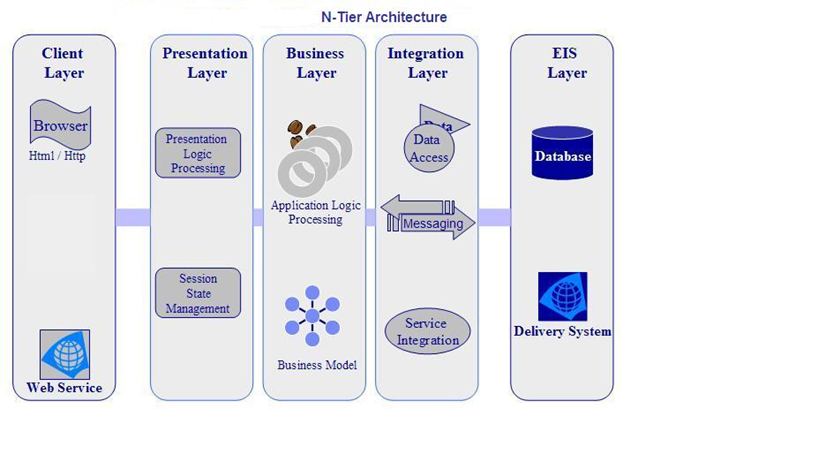 N-Tier Architecture
Client
Layer
Browser
Html / Http
Web Service
Presentation
Layer
Presentation
Logic
Processing
Session
State
Management
Business
Layer
Application Logic
Processing
Business Model
Integration
Layer
Data
Data
Access
Messaging
Service
Integration
EIS
Layer
Database
Delivery System